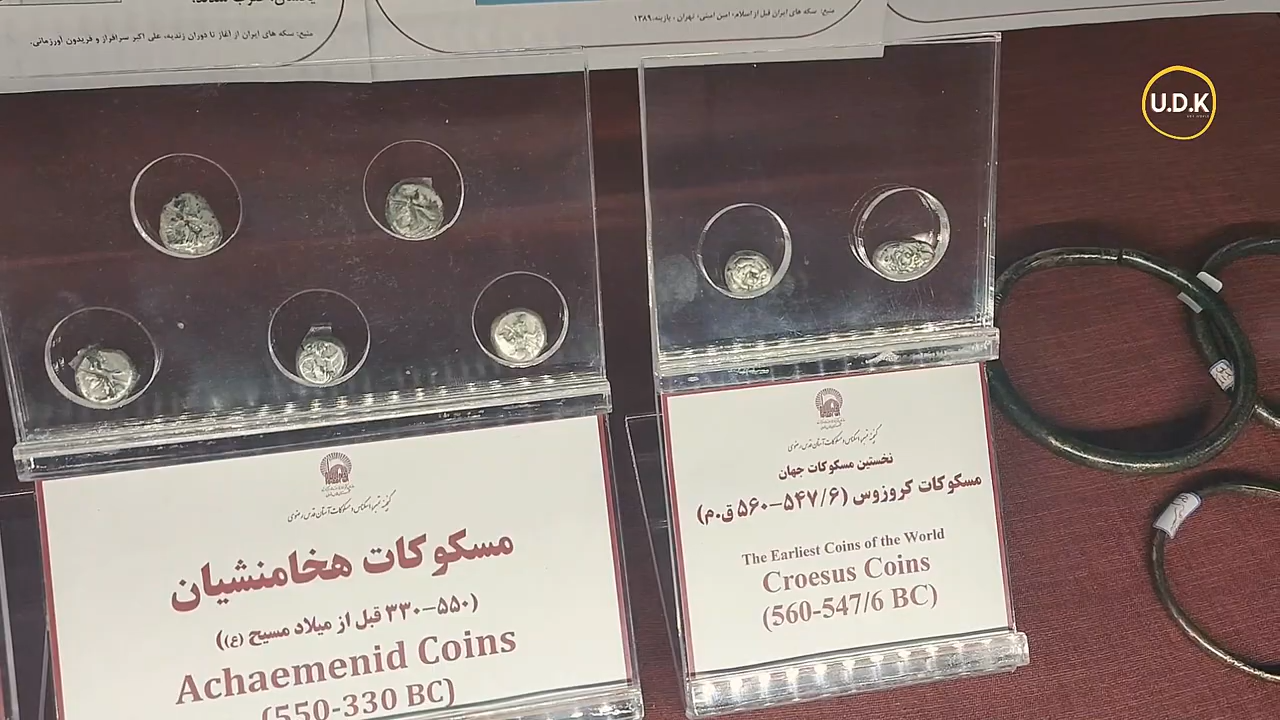 منبع: سکه های ایران از آغاز تا دوران زندیه، علی اکبر سرافراز و فریدون آورزمانی.
منبع: سکه های ایران قبل از اسلام، امین امینی، تهران، پازینه، ۱۳۸۹
U.D.K
مسکوکات هخامنشیان
(۵۵۰–۳۳۰ قبل از میلاد مسیح (ع))
Achaemenid Coins
(550-330 BC)
نخستین مسکوکات جهان
مسکوکات کروزوس (۵۴۷/۶–۵۶۰ ق.م)
The Earliest Coins of the World
Croesus Coins
(560-547/6 BC)